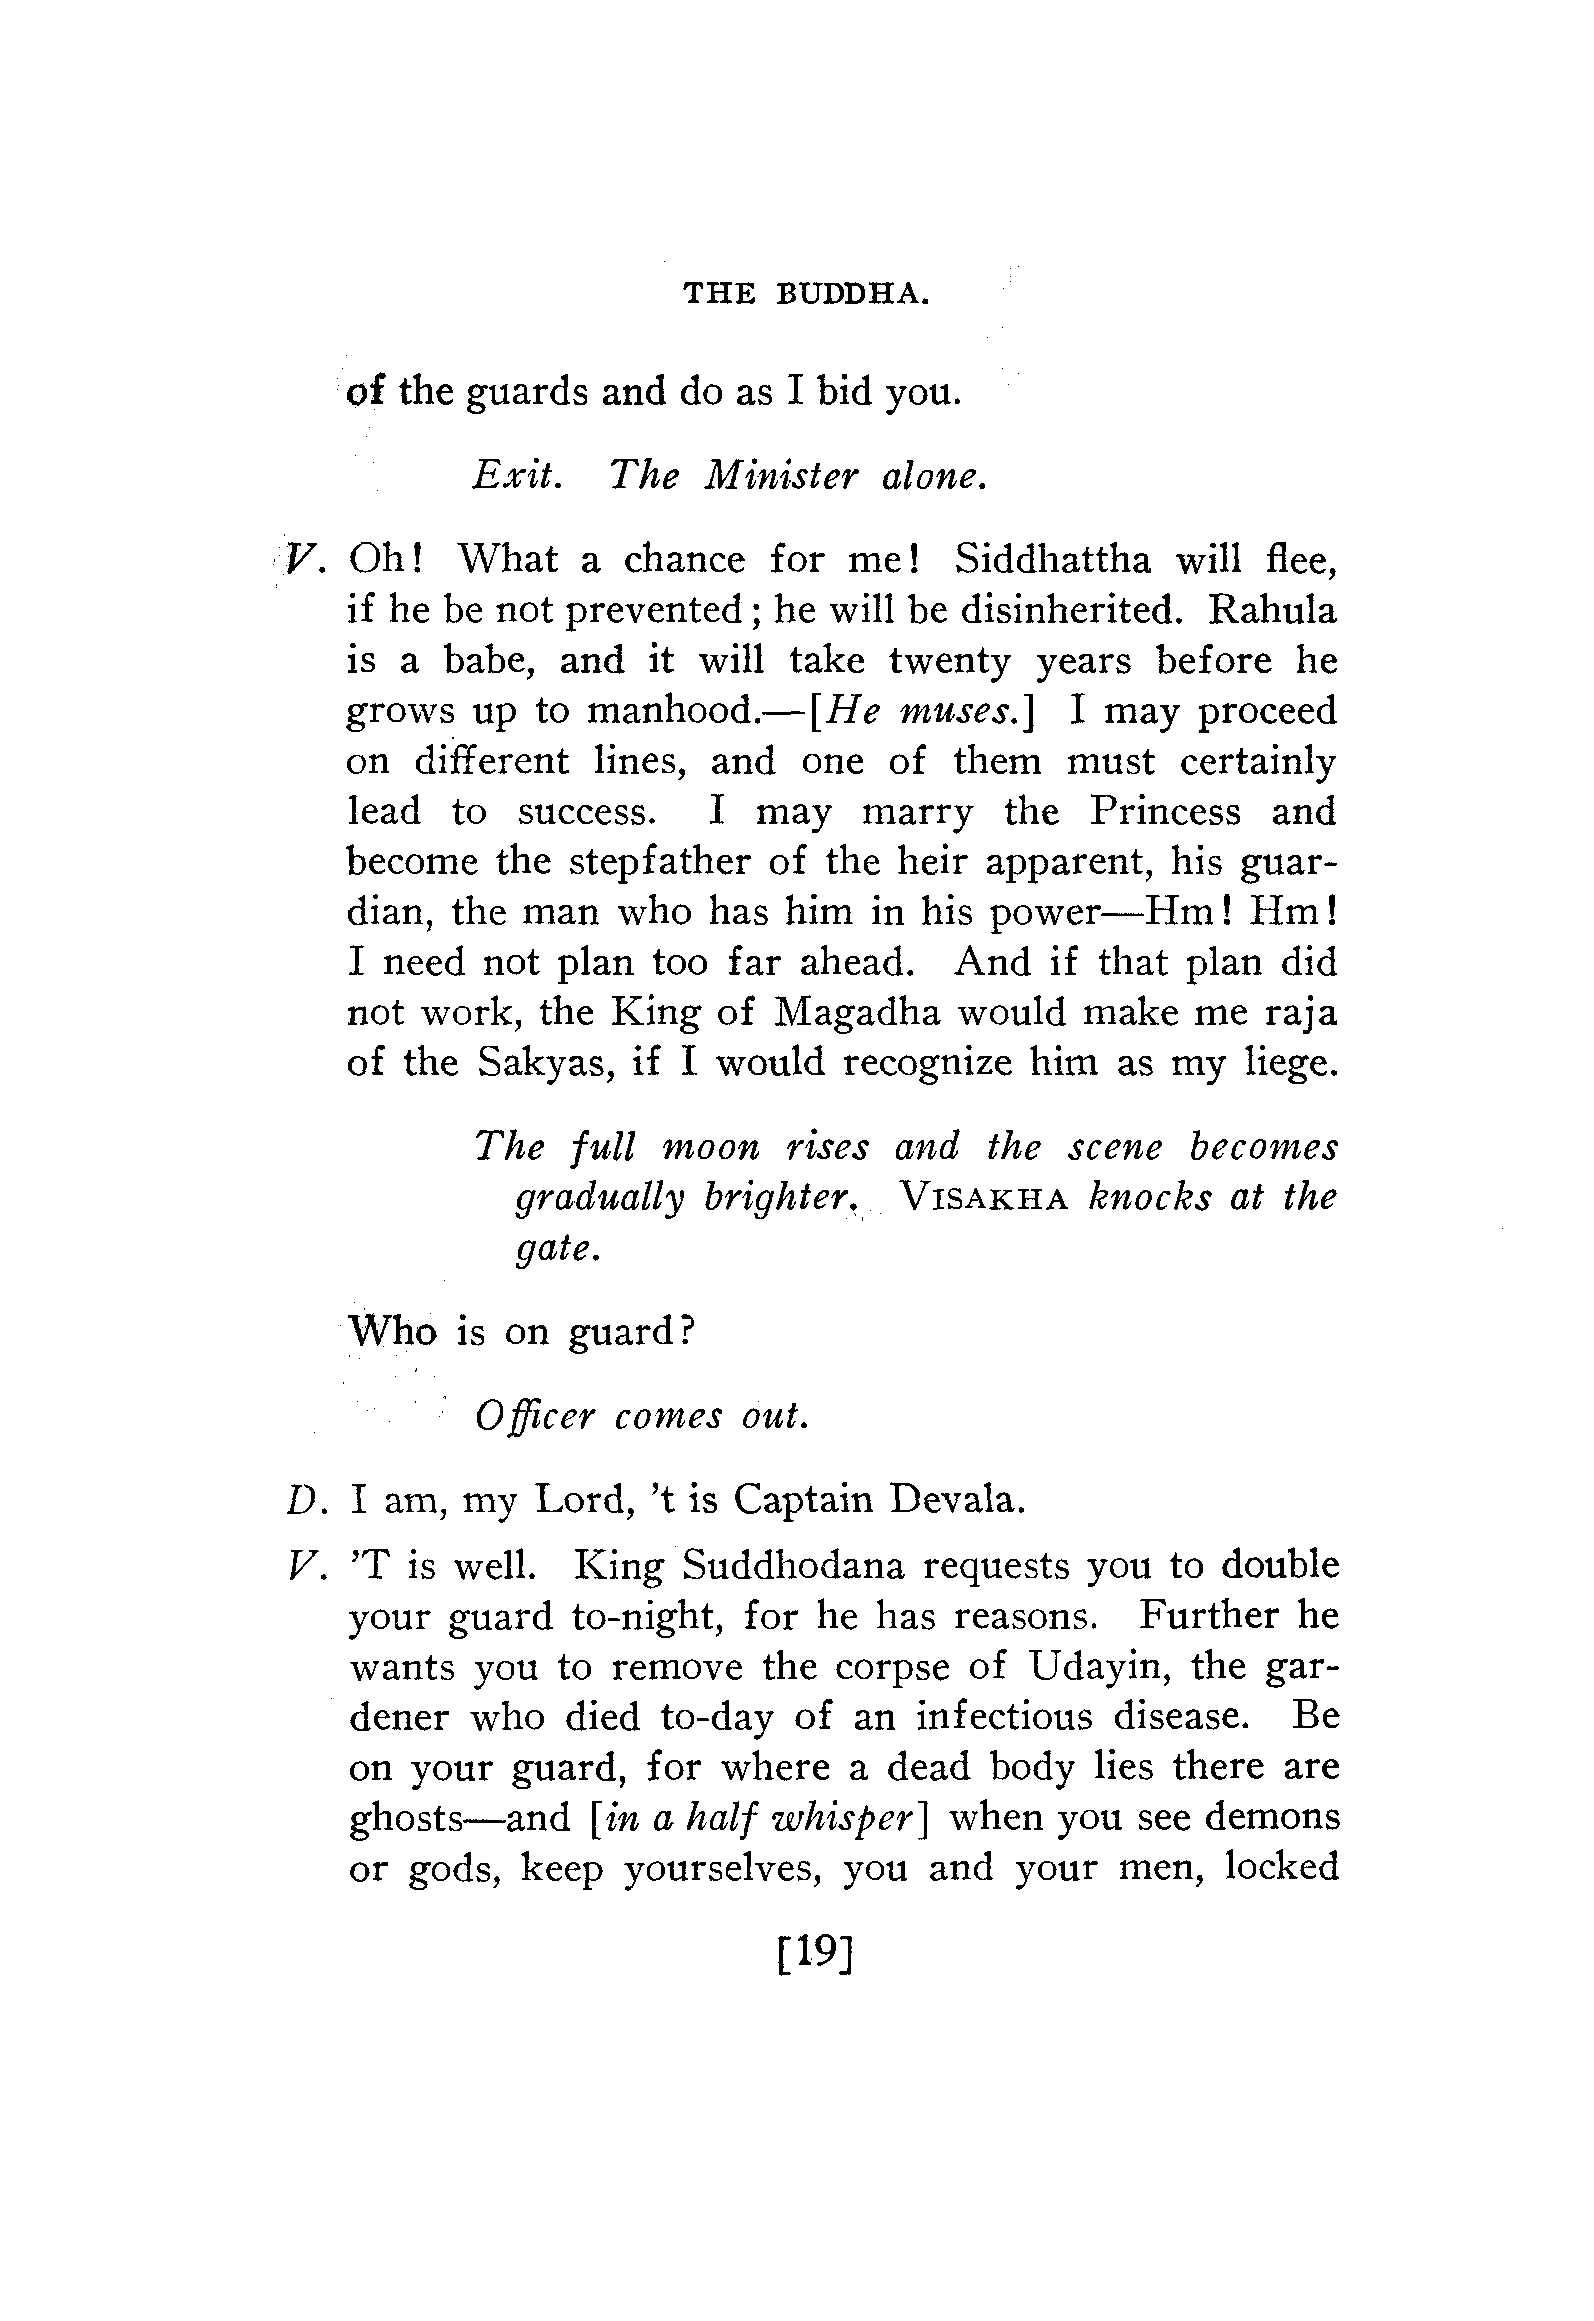 THE BUDDHA.
of the guards and do as I bid you.
Exit. The Minister alone.
V. Oh! What a chance for me! Siddhattha will flee,
if he be not prevented; he will be disinherited. Rahula
is a babe, and it will take twenty years before he
grows up to manhood.—[He muses.] I may proceed
on different lines, and one of them must certainly
lead to success. I may marry the Princess and
become the stepfather of the heir apparent, his guar-
dian, the man who has him in his power—Hm! Hm!
I need not plan too far ahead. And if that plan did
not work, the King of Magadha would make me raja
of the Sakyas, if I would recognize him as my liege.
The full moon rises and the scene becomes
gradually brighter. VISAKHA knocks at the
gate.
Who is on guard?
Officer comes out.
D. I am, my Lord, ’t is Captain Devala.
V. ’T is well. King Suddhodana requests you to double
your guard to-night, for he has reasons. Further he
wants you to remove the corpse of Udayin, the gar-
dener who died to-day of an infectious disease. Be
on your guard, for where a dead body lies there are
ghosts—and [in a half whisper] when you see demons
or gods, keep yourselves, you and your men, locked
[19]